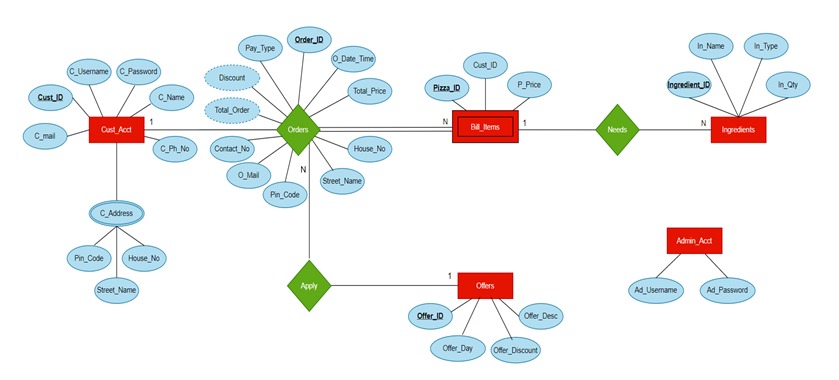 Order_ID
Pay_Type
O_Date_Time
In_Name
In_Type
C_Username
C_Password
Discount
Cust_ID
Cust_ID
C_Name
Total_Order
Total_Price
Pizza_ID
P_Price
Ingredient_ID
In_Qty
Cust_Acct
1
Orders
N
Bill_Items
1
Needs
N
Ingredients
C_mail
C_Ph_No
Contact_No
House_No
N
O_Mail
Street_Name
Pin_Code
C_Address
Admin_Acct
Pin_Code
House_No
Street_Name
Apply
1
Offers
Ad_Username
Ad_Password
Offer_ID
Offer_Desc
Offer_Day
Offer_Discount